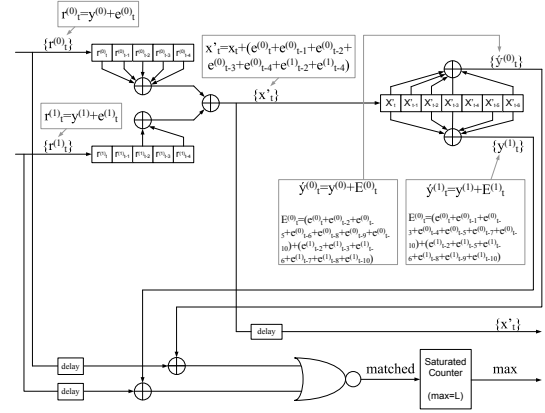 r(0)t=y(0)+e(0)t
{r(0)t}
r(0)t r(0)t-1 r(0)t-2 r(0)t-3 r(0)t-4
x't=xt+(e(0)t+e(0)t-1+e(0)t-2+
e(0)t-3+e(0)t-4+e(1)t-2+e(1)t-4)
{ý(0)t}
{x't}
X't X't-1 X't-2 X't-3 X't-4 X't-5 X't-6
r(1)t=y(1)+e(1)t
{r(1)t}
r(1)t r(1)t-1 r(1)t-2 r(1)t-3 r(1)t-4
{y(1)t}
ý(0)t=y(0)+E(0)t
E(0)t=(e(0)t+e(0)t-2+e(0)t-
5+e(0)t-6+e(0)t-8+e(0)t-9+e(0)t-
10)+(e(1)t-2+e(1)t-3+e(1)t-
6+e(1)t-7+e(1)t-8+e(1)t-10)
ý(1)t=y(1)+E(1)t
E(0)t=(e(0)t+e(0)t-1+e(0)t-
3+e(0)t-4+e(0)t-5+e(0)t-7+e(0)t-
10)+(e(1)t-2+e(1)t-5+e(1)t-
6+e(1)t-8+e(1)t-9+e(1)t-10)
delay
{x't}
delay
delay
matched
Saturated
Counter
(max=L)
max